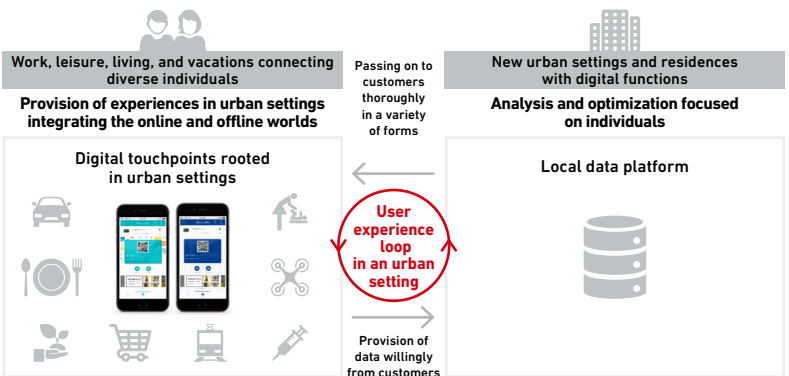 Work, leisure, living, and vacations connecting
diverse individuals
Provision of experiences in urban settings
integrating the online and offline worlds
Digital touchpoints rooted
in urban settings
Passing on to
customers
thoroughly
in a variety
of forms
User
experience
loop
in an urban
setting
Provision of
data willingly
from customers
New urban settings and residences
with digital functions
Analysis and optimization focused
on individuals
Local data platform